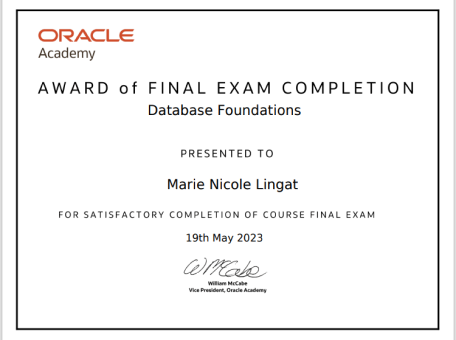 ORACLE
Academy
AWARD of FINAL EXAM COMPLETION
Database Foundations
PRESENTED TO
Marie Nicole Lingat
FOR SATISFACTORY COMPLETION OF COURSE FINAL EXAM
19th May 2023
WMcCabe
William McCabe
Vice President, Oracle Academy